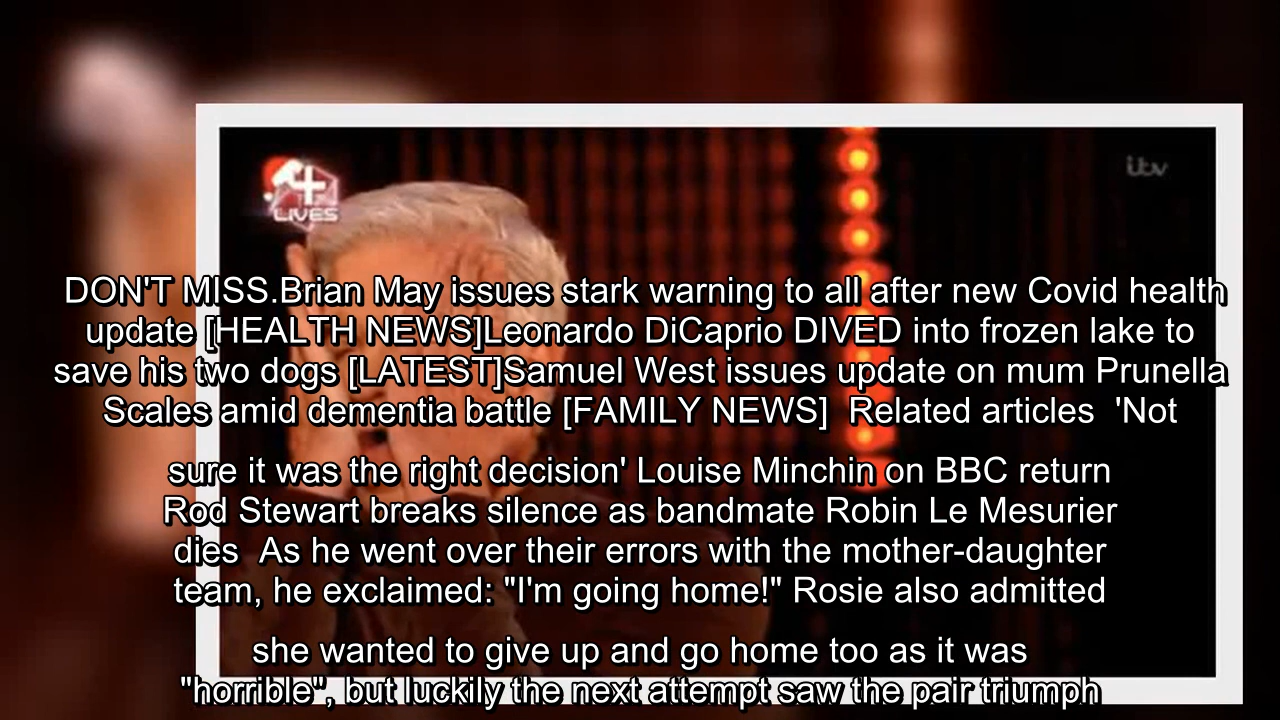 itv
+
LIVES
DON'T MISS.Brian May issues stark warning to all after new Covid health
update [HEALTH NEWS]Leonardo DiCaprio DIVED into frozen lake to
save his two dogs [LATEST]Samuel West issues update on mum Prunella
Scales amid dementia battle [FAMILY NEWS]  Related articles  'Not
sure it was the right decision' Louise Minchin on BBC return
Rod Stewart breaks silence as bandmate Robin Le Mesurier
dies  As he went over their errors with the mother-daughter
team, he exclaimed: "I'm going home!" Rosie also admitted
she wanted to give up and go home too as it was
"horrible", but luckily the next attempt saw the pair triumph